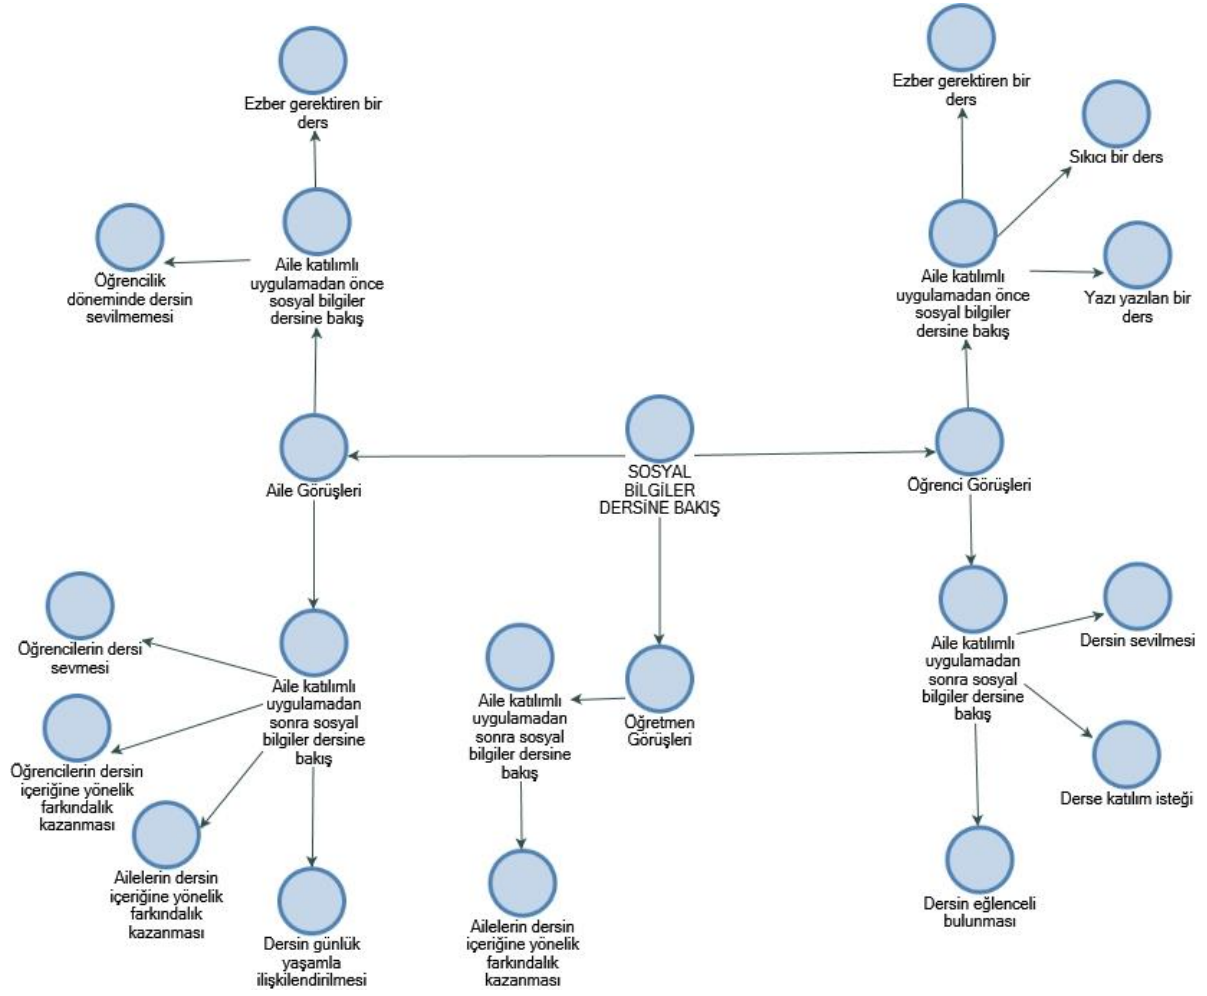 Ezber gerektiren bir
ders
Ezber gerektiren bir
ders
Sıkıcı bir ders
Öğrencilik
döneminde dersin
sevilmemesi
Aile katılımlı
uygulamadan önce
sosyal bilgiler
dersine bakış
Aile katılımlı
uygulamadan önce
sosyal bilgiler
dersine bakış
Yazı yazılan bir
ders
Aile Görüşleri
SOSYAL
BİLGİLER
DERSİNE BAKIŞ
Öğrenci Görüşleri
Öğrencilerin dersi
sevmesi
Aile katılımlı
uygulamadan
sonra sosyal
bilgiler dersine
bakış
Aile katılımlı
uygulamadan
sonra sosyal
bilgiler dersine
bakış
Öğretmen
Görüşleri
Aile katılımlı
uygulamadan
sonra sosyal
bilgiler dersine
bakış
Dersin sevilmesi
Öğrencilerin dersin
içeriğine yönelik
farkındalık
kazanması
Derse katılım isteği
Ailelerin dersin
içeriğine yönelik
farkındalık
kazanması
Dersin günlük
yaşamla
ilişkilendirilmesi
Ailelerin dersin
içeriğine yönelik
farkındalık
kazanması
Dersin eğlenceli
bulunması